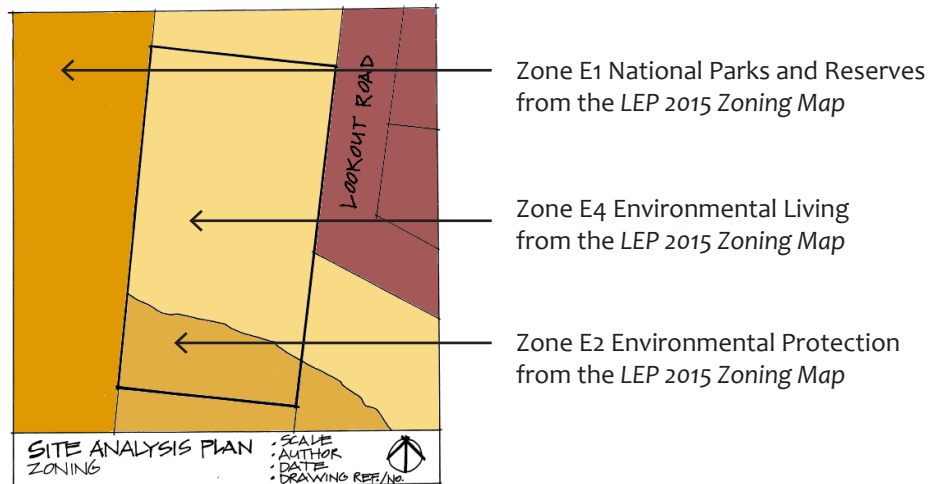 LOOKOUT ROAD
Zone E1 National Parks and Reserves
from the LEP 2015 Zoning Map
Zone E4 Environmental Living
from the LEP 2015 Zoning Map
Zone E2 Environmental Protection
from the LEP 2015 Zoning Map
SITE ANALYSIS PLAN
ZONING
• SCALE
• AUTHOR
• DATE
• DRAWING REF./NO.